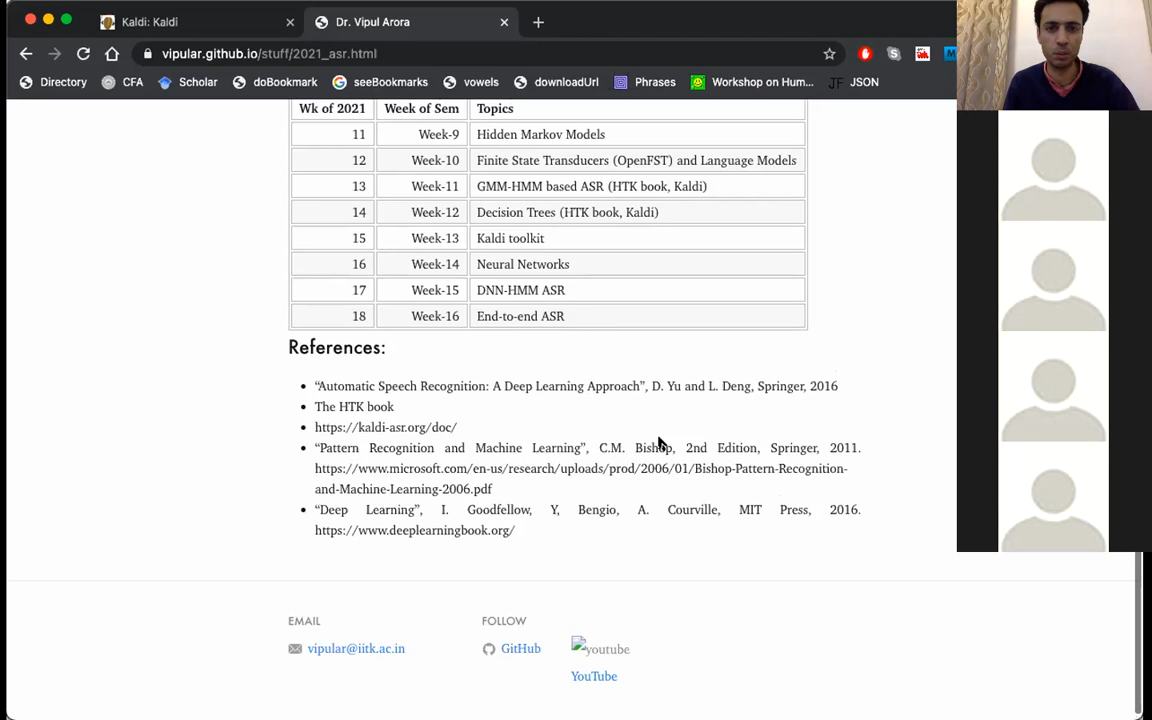 Kaldi: Kaldi
Dr. Vipul Arora
vipular.github.io/stuff/2021_asr.html
Directory CFA Scholar doBookmark seeBookmarks vowels downloadUrl Phrases Workshop on Hum... JF JSON
Wk of 2021 Week of Sem Topics
11 Week-9 Hidden Markov Models
12 Week-10 Finite State Transducers (OpenFST) and Language Models
13 Week-11 GMM-HMM based ASR (HTK book, Kaldi)
14 Week-12 Decision Trees (HTK book, Kaldi)
15 Week-13 Kaldi toolkit
16 Week-14 Neural Networks
17 Week-15 DNN-HMM ASR
18 Week-16 End-to-end ASR
References:
• “Automatic Speech Recognition: A Deep Learning Approach”, D. Yu and L. Deng, Springer, 2016
• The HTK book
• https://kaldi-asr.org/doc/
• “Pattern Recognition and Machine Learning”, C.M. Bishop, 2nd Edition, Springer, 2011.
https://www.microsoft.com/en-us/research/uploads/prod/2006/01/Bishop-Pattern-Recognition-
and-Machine-Learning-2006.pdf
• “Deep Learning”, I. Goodfellow, Y, Bengio, A. Courville, MIT Press, 2016.
https://www.deeplearningbook.org/
EMAIL FOLLOW
vipular@iitk.ac.in GitHub youtube
YouTube